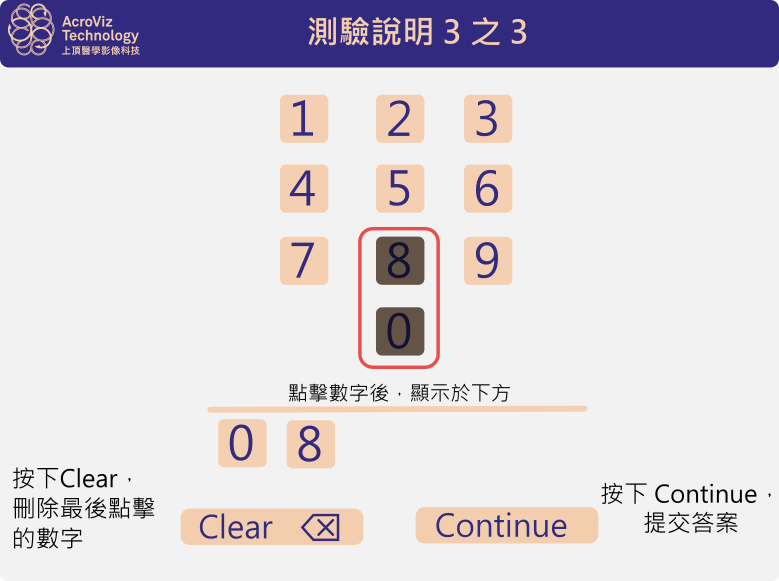 AcroViz
Technology
上頂醫學影像科技
測驗說明 3 之 3
1 2 3
4 5 6
7 8 9
0
點擊數字後，顯示於下方
0 8
按下Clear，
刪除最後點擊
的數字
Clear
Continue
按下 Continue，
提交答案